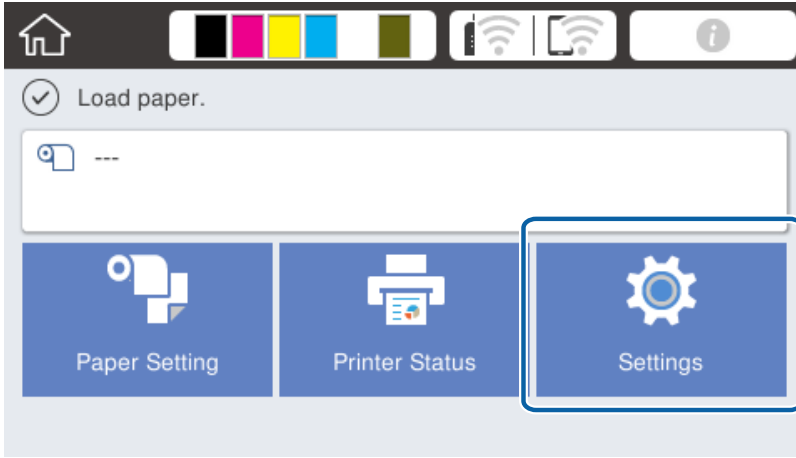 i
Load paper.
---
Paper Setting
Printer Status
Settings